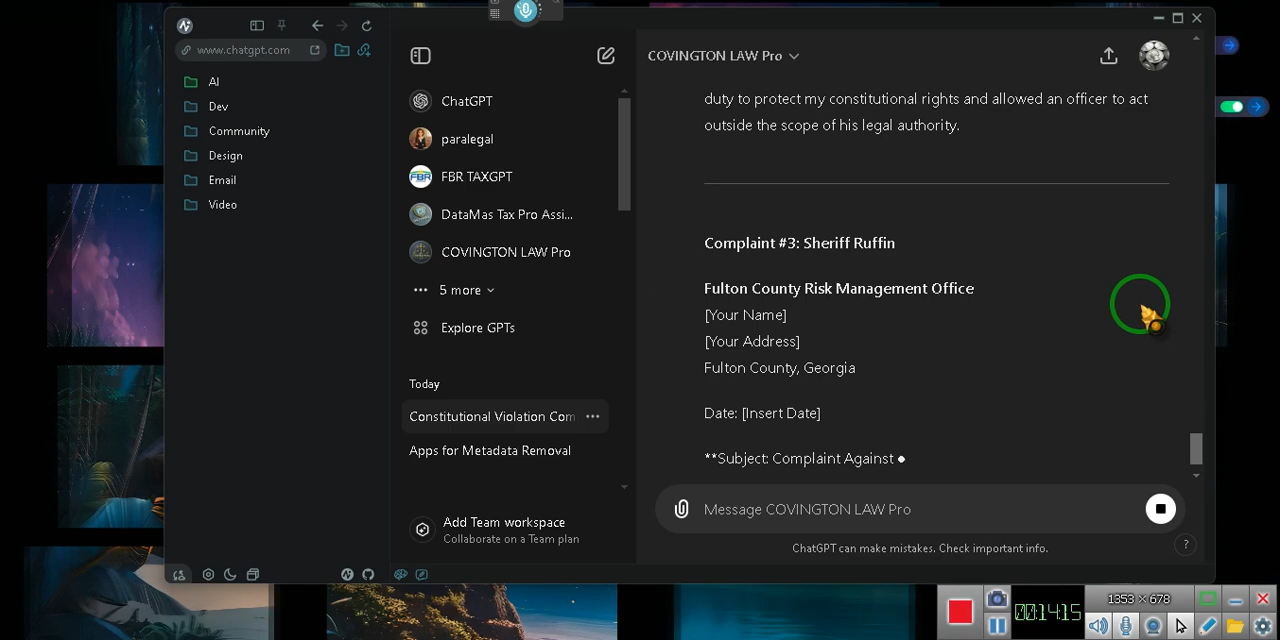 www.chatgpt.com
AI
Dev
Community
Design
Email
Video
ChatGPT
paralegal
FBR TAXGPT
DataMas Tax Pro Assi...
COVINGTON LAW Pro
5 more
Explore GPTs
Today
Constitutional Violation Com
Apps for Metadata Removal
Add Team workspace
Collaborate on a Team plan
COVINGTON LAW Pro
duty to protect my constitutional rights and allowed an officer to act
outside the scope of his legal authority.
Complaint #3: Sheriff Ruffin
Fulton County Risk Management Office
[Your Name]
[Your Address]
Fulton County, Georgia
Date: [Insert Date]
**Subject: Complaint Against
Message COVINGTON LAW Pro
ChatGPT can make mistakes. Check important info.
?
1353 × 678
00:14:15